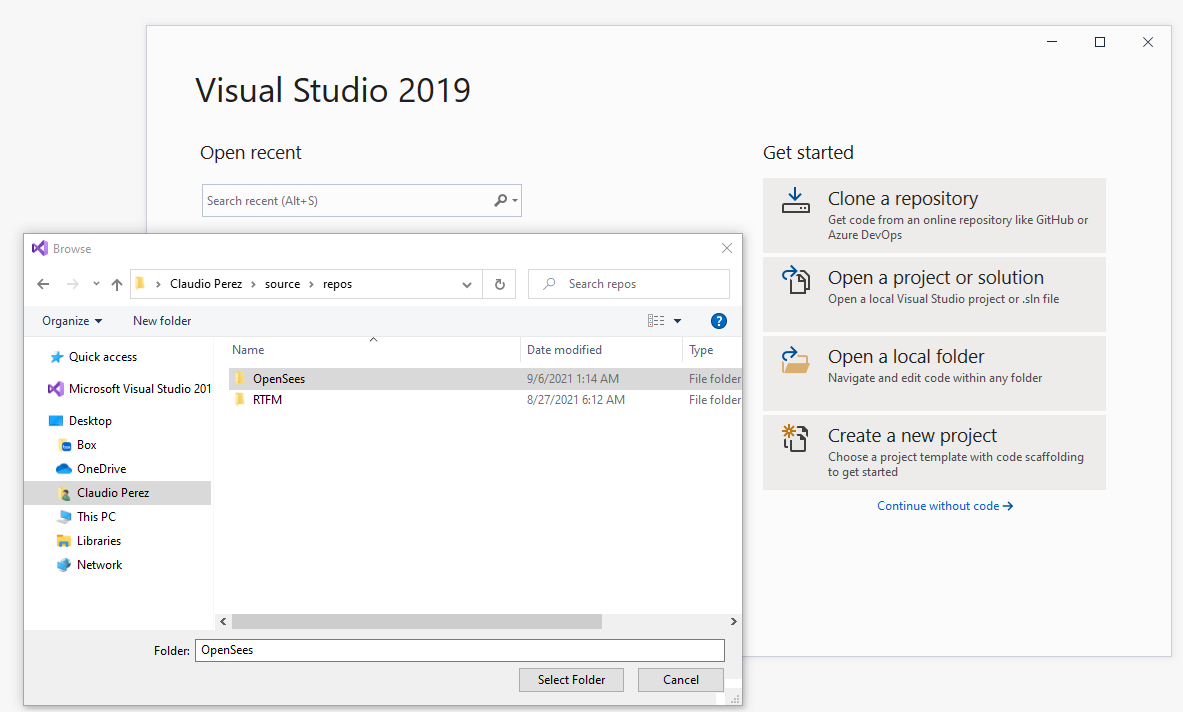 Visual Studio 2019
Open recent
Search recent (Alt+S)
Get started
Clone a repository
Get code from an online repository like GitHub or
Azure DevOps
Open a project or solution
Open a local Visual Studio project or .sln file
Open a local folder
Navigate and edit code within any folder
Create a new project
Choose a project template with code scaffolding
to get started
Continue without code
Browse
Claudio Perez source repos
Search repos
Organize New folder
Quick access
Microsoft Visual Studio 201
Desktop
Box
OneDrive
Claudio Perez
This PC
Libraries
Network
Name Date modified Type
OpenSees 9/6/2021 1:14 AM File folder
RTFM 8/27/2021 6:12 AM File folder
Folder: OpenSees
Select Folder Cancel